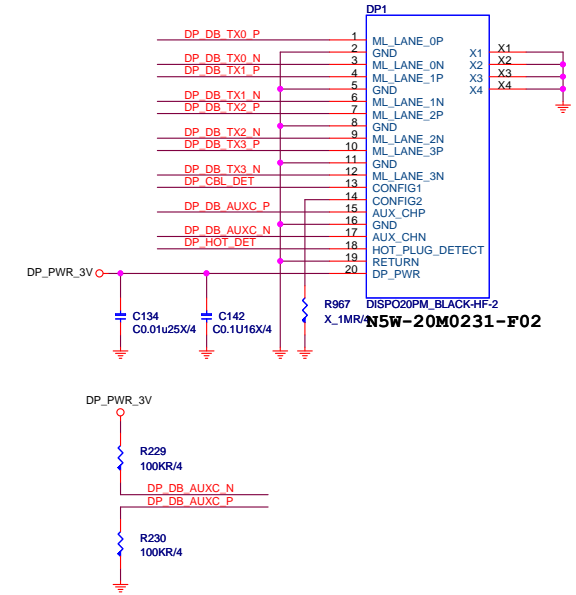 DP1
DP_DB_TX0_P 1 ML_LANE_0P
2 GND X1 X1
DP_DB_TX0_N 3 ML_LANE_0N X2 X2
DP_DB_TX1_P 4 ML_LANE_1P X3 X3
5 GND X4 X4
DP_DB_TX1_N 6 ML_LANE_1N
DP_DB_TX2_P 7 ML_LANE_2P
8 GND
DP_DB_TX2_N 9 ML_LANE_2N
DP_DB_TX3_P 10 ML_LANE_3P
11 GND
DP_DB_TX3_N 12 ML_LANE_3N
DP_CBL_DET 13 CONFIG1
14 CONFIG2
DP_DB_AUXC_P 15 AUX_CHP
16 GND
DP_DB_AUXC_N 17 AUX_CHN
DP_HOT_DET 18 HOT_PLUG_DETECT
19 RETURN
DP_PWR_3V 20 DP_PWR
R967 DISPO20PM_BLACK-HF-2
C134 C142 X_1MR/4 N5W-20M0231-F02
C0.01u25X/4 C0.1U16X/4
DP_PWR_3V
R229
100KR/4
DP_DB_AUXC_N
DP_DB_AUXC_P
R230
100KR/4